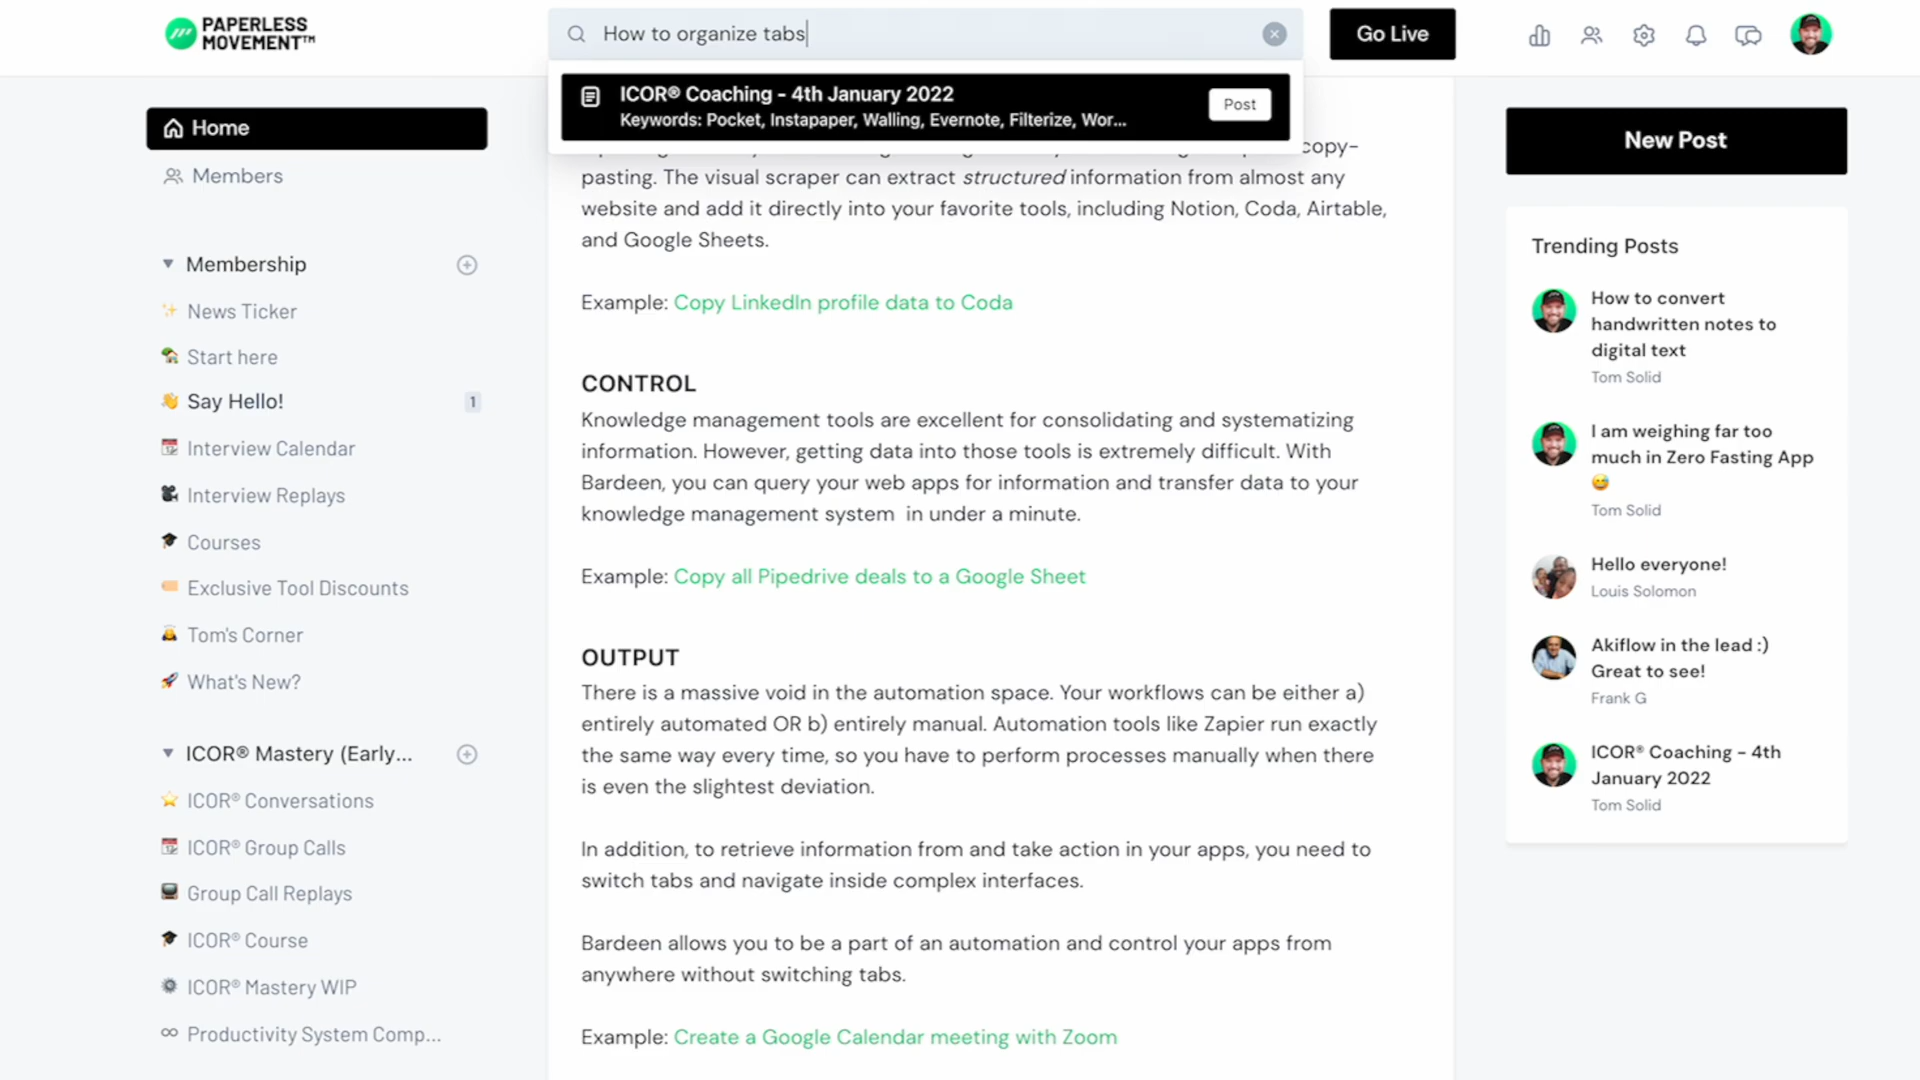 PAPERLESS
MOVEMENT™
How to organize tabs
Go Live
ICOR® Coaching - 4th January 2022
Keywords: Pocket, Instapaper, Walling, Evernote, Filterize, Wor...
Post
Home
Members
Membership
News Ticker
Start here
Say Hello!
1
Interview Calendar
Interview Replays
Courses
Exclusive Tool Discounts
Tom's Corner
What's New?
ICOR® Mastery (Early...
ICOR® Conversations
ICOR® Group Calls
Group Call Replays
ICOR® Course
ICOR® Mastery WIP
Productivity System Comp...
copy-
pasting. The visual scraper can extract structured information from almost any
website and add it directly into your favorite tools, including Notion, Coda, Airtable,
and Google Sheets.
Example: Copy LinkedIn profile data to Coda
CONTROL
Knowledge management tools are excellent for consolidating and systematizing
information. However, getting data into those tools is extremely difficult. With
Bardeen, you can query your web apps for information and transfer data to your
knowledge management system in under a minute.
Example: Copy all Pipedrive deals to a Google Sheet
OUTPUT
There is a massive void in the automation space. Your workflows can be either a)
entirely automated OR b) entirely manual. Automation tools like Zapier run exactly
the same way every time, so you have to perform processes manually when there
is even the slightest deviation.
In addition, to retrieve information from and take action in your apps, you need to
switch tabs and navigate inside complex interfaces.
Bardeen allows you to be a part of an automation and control your apps from
anywhere without switching tabs.
Example: Create a Google Calendar meeting with Zoom
New Post
Trending Posts
How to convert
handwritten notes to
digital text
Tom Solid
I am weighing far too
much in Zero Fasting App
😅
Tom Solid
Hello everyone!
Louis Solomon
Akiflow in the lead :)
Great to see!
Frank G
ICOR® Coaching - 4th
January 2022
Tom Solid